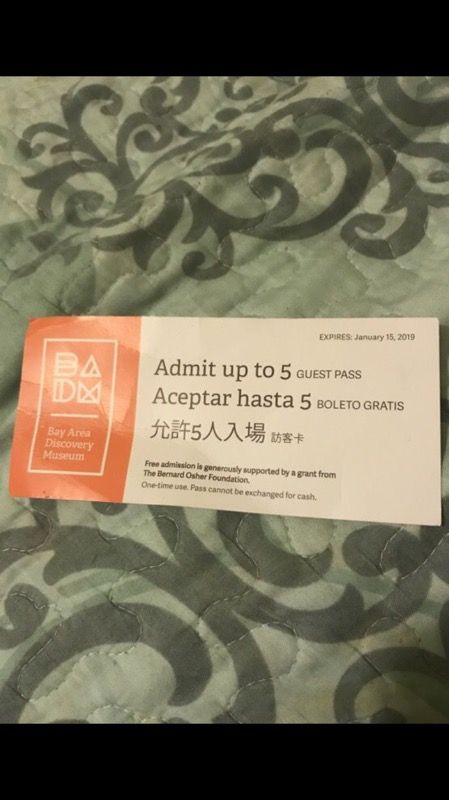 EXPIRES: January 15, 2019
BA
DM
Bay Area
Discovery
Museum
Admit up to 5 GUEST PASS
Aceptar hasta 5 BOLETO GRATIS
允許5人入場 訪客卡
Free admission is generously supported by a grant from
The Bernard Osher Foundation.
One-time use. Pass cannot be exchanged for cash.